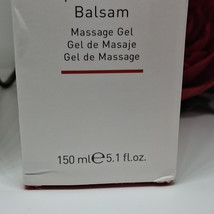 Balsam
Massage Gel
Gel de Masaje
Gel de Massage
150 ml ℮ 5.1 fl.oz.